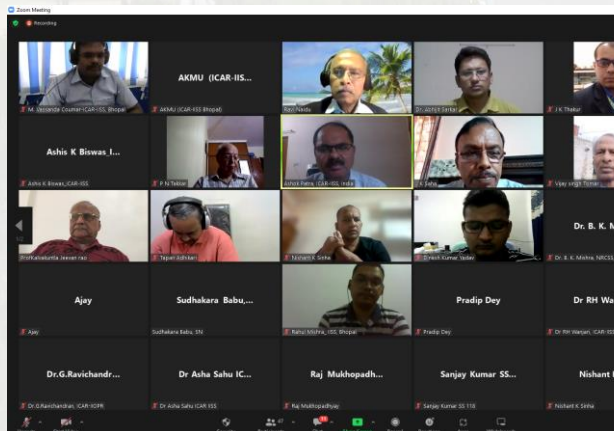 Zoom Meeting
Recording
M. Vassanda Coumar-ICAR-IISS, Bhopal
AKMU (ICAR-IIS...
AKMU (ICAR-IISS Bhopal)
Ravi Naidu
Dr. Abhijit Sarkar
J K Thakur
Ashis K Biswas_I...
Ashis K Biswas_ICAR-IISS
P N Takkar
Ashok Patra, ICAR-IISS, India
J K Saha
Vijay singh Tomar
Prof Kalvakuntla Jeevan rao
Tapan Adhikari
Nishant K Sinha
Dinesh Kumar Yadav
Dr. B. K. M
Dr. B. K. Mishra, NRCSS,
Ajay
Ajay
Sudhakara Babu,...
Sudhakara Babu, SN
Rahul Mishra_IISS, Bhopal
Pradip Dey
Pradip Dey
Dr RH Wa
Dr RH Wanjari, ICAR-IISS
Dr.G.Ravichandr...
Dr.G.Ravichandran, ICAR-IIOPR
Dr Asha Sahu IC...
Dr Asha Sahu ICAR IISS
Raj Mukhopadh...
Raj Mukhopadhyay
Sanjay Kumar SS...
Sanjay Kumar SS 118
Nishant
Nishant K Sinha